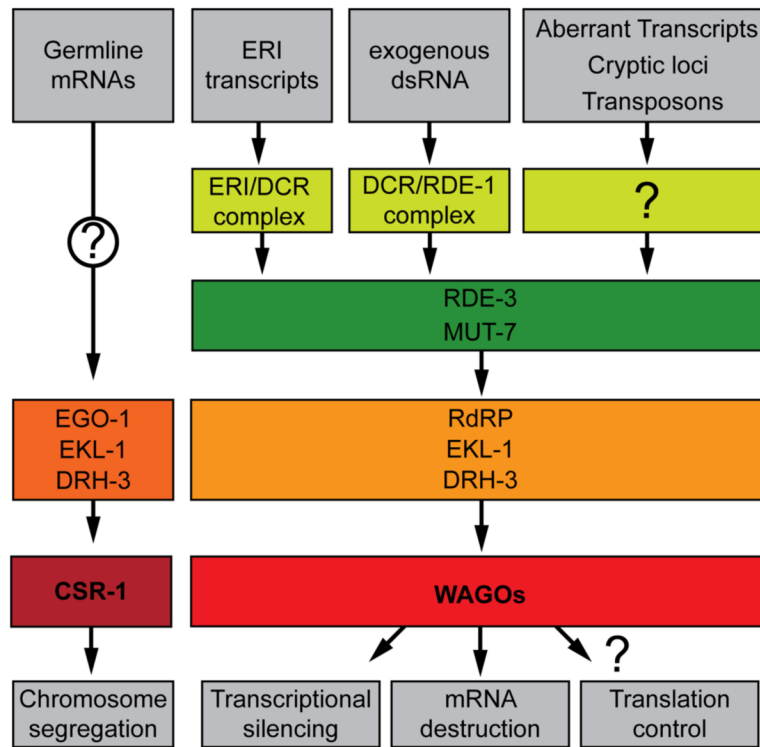 Germline
mRNAs
ERI
transcripts
exogenous
dsRNA
Aberrant Transcripts
Cryptic loci
Transposons
?
ERI/DCR
complex
DCR/RDE-1
complex
?
RDE-3
MUT-7
EGO-1
EKL-1
DRH-3
RdRP
EKL-1
DRH-3
CSR-1
WAGOs
?
Chromosome
segregation
Transcriptional
silencing
mRNA
destruction
Translation
control